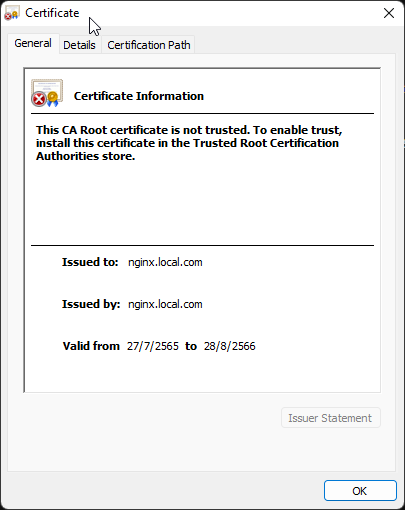 Certificate
General Details Certification Path
Certificate Information
This CA Root certificate is not trusted. To enable trust,
install this certificate in the Trusted Root Certification
Authorities store.
Issued to: nginx.local.com
Issued by: nginx.local.com
Valid from 27/7/2565 to 28/8/2566
Issuer Statement
OK